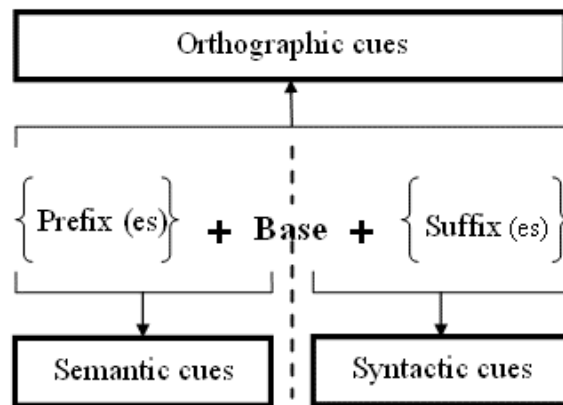 Orthographic cues
{Prefix (es)} + Base + {Suffix (es)}
Semantic cues
Syntactic cues